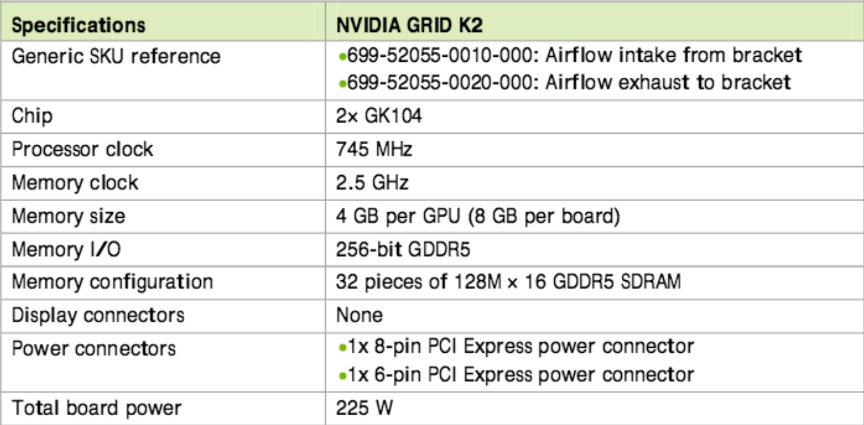 Specifications NVIDIA GRID K2
Generic SKU reference •699-52055-0010-000: Airflow intake from bracket
•699-52055-0020-000: Airflow exhaust to bracket
Chip 2× GK104
Processor clock 745 MHz
Memory clock 2.5 GHz
Memory size 4 GB per GPU (8 GB per board)
Memory I/O 256-bit GDDR5
Memory configuration 32 pieces of 128M × 16 GDDR5 SDRAM
Display connectors None
Power connectors •1x 8-pin PCI Express power connector
•1x 6-pin PCI Express power connector
Total board power 225 W